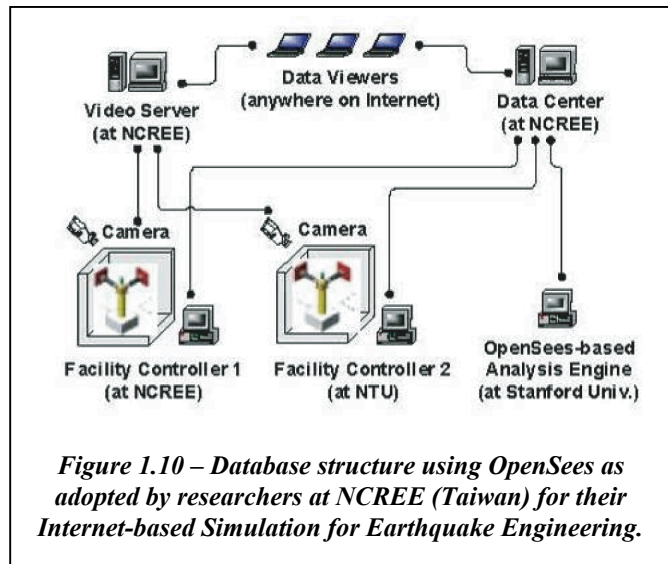 Data Viewers
(anywhere on Internet)
Video Server
(at NCREE)
Data Center
(at NCREE)
Camera
Camera
Facility Controller 1
(at NCREE)
Facility Controller 2
(at NTU)
OpenSees-based
Analysis Engine
(at Stanford Univ.)
Figure 1.10 – Database structure using OpenSees as
adopted by researchers at NCREE (Taiwan) for their
Internet-based Simulation for Earthquake Engineering.